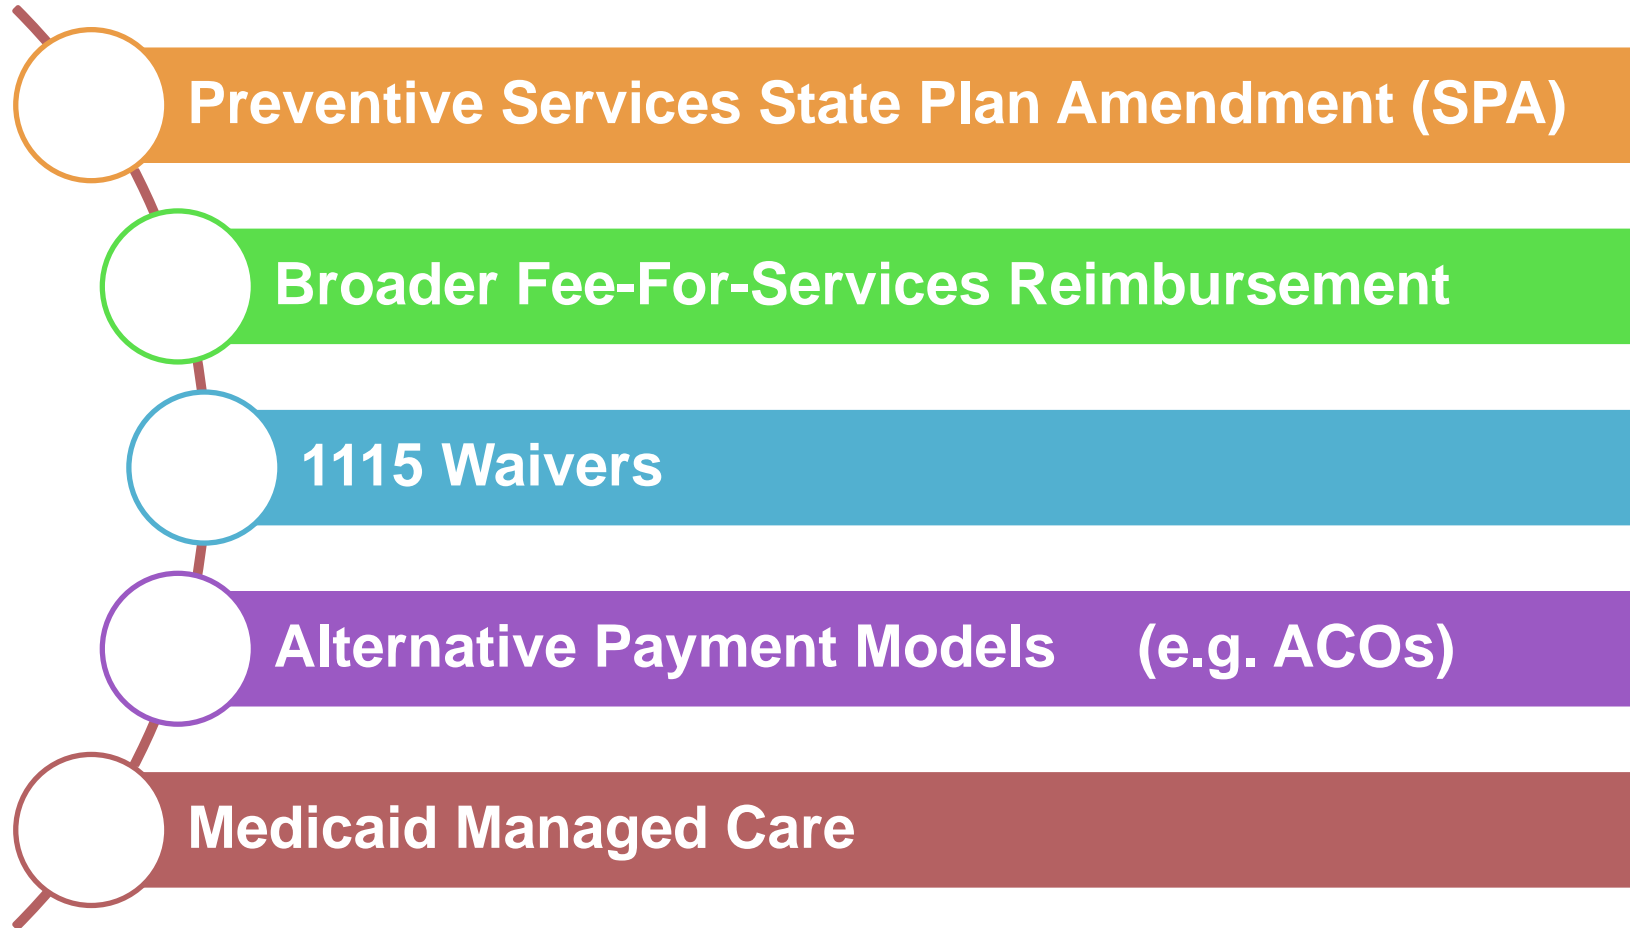 Preventive Services State Plan Amendment (SPA)
Broader Fee-For-Services Reimbursement
1115 Waivers
Alternative Payment Models (e.g. ACOs)
Medicaid Managed Care